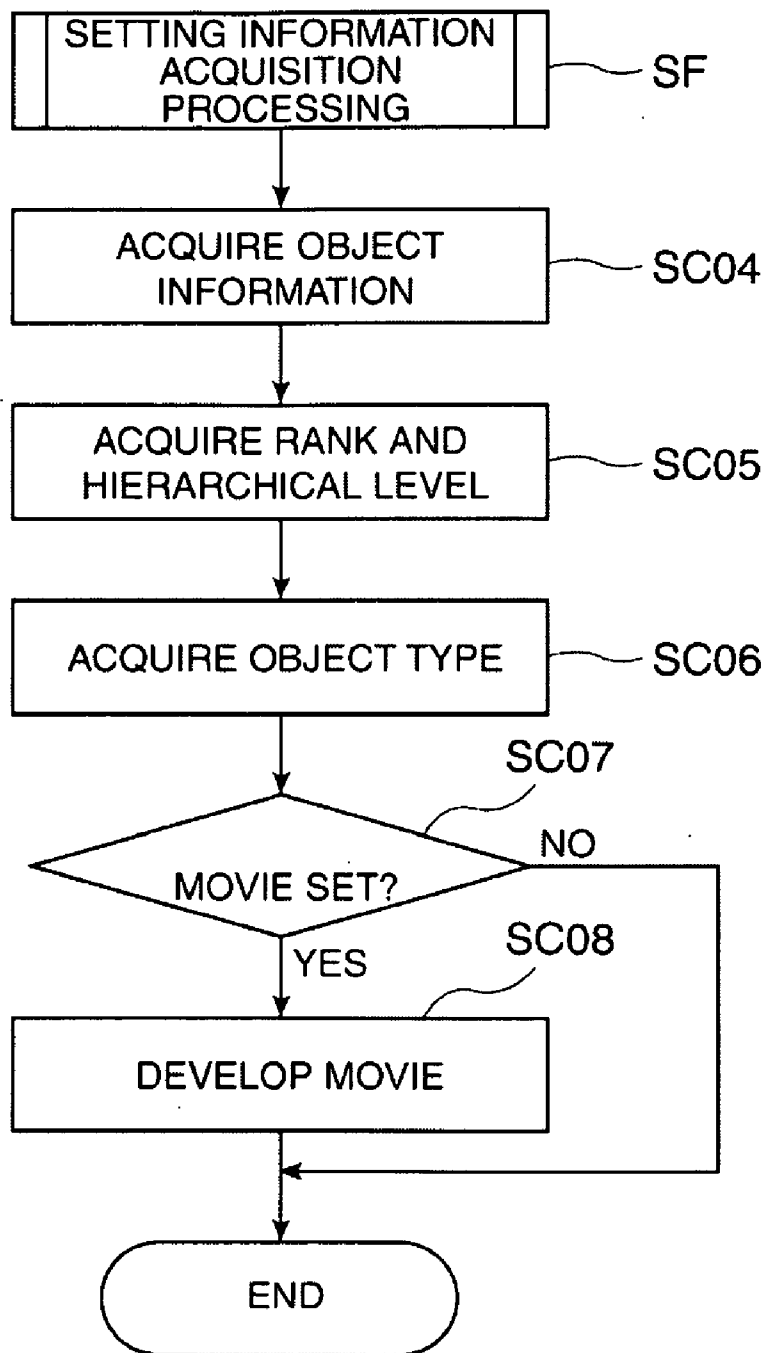 SETTING INFORMATION
ACQUISITION
PROCESSING
SF
ACQUIRE OBJECT
INFORMATION
SC04
ACQUIRE RANK AND
HIERARCHICAL LEVEL
SC05
ACQUIRE OBJECT TYPE
SC06
SC07
MOVIE SET?
NO
YES
SC08
DEVELOP MOVIE
END